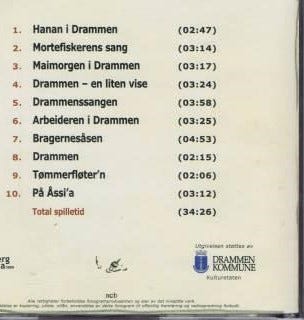 1. Hanan i Drammen (02:47)
2. Mortefiskerens sang (03:14)
3. Maimorgen i Drammen (03:17)
4. Drammen – en liten vise (03:24)
5. Drammenssangen (03:58)
6. Arbeideren i Drammen (03:25)
7. Bragernesåsen (04:53)
8. Drammen (02:15)
9. Tømmerfløter'n (02:06)
10. På Åssi'a (03:12)
Total spilletid (34:26)
Utgivelsen støttes av
DRAMMEN
KOMMUNE
Kulturetaten
ncb